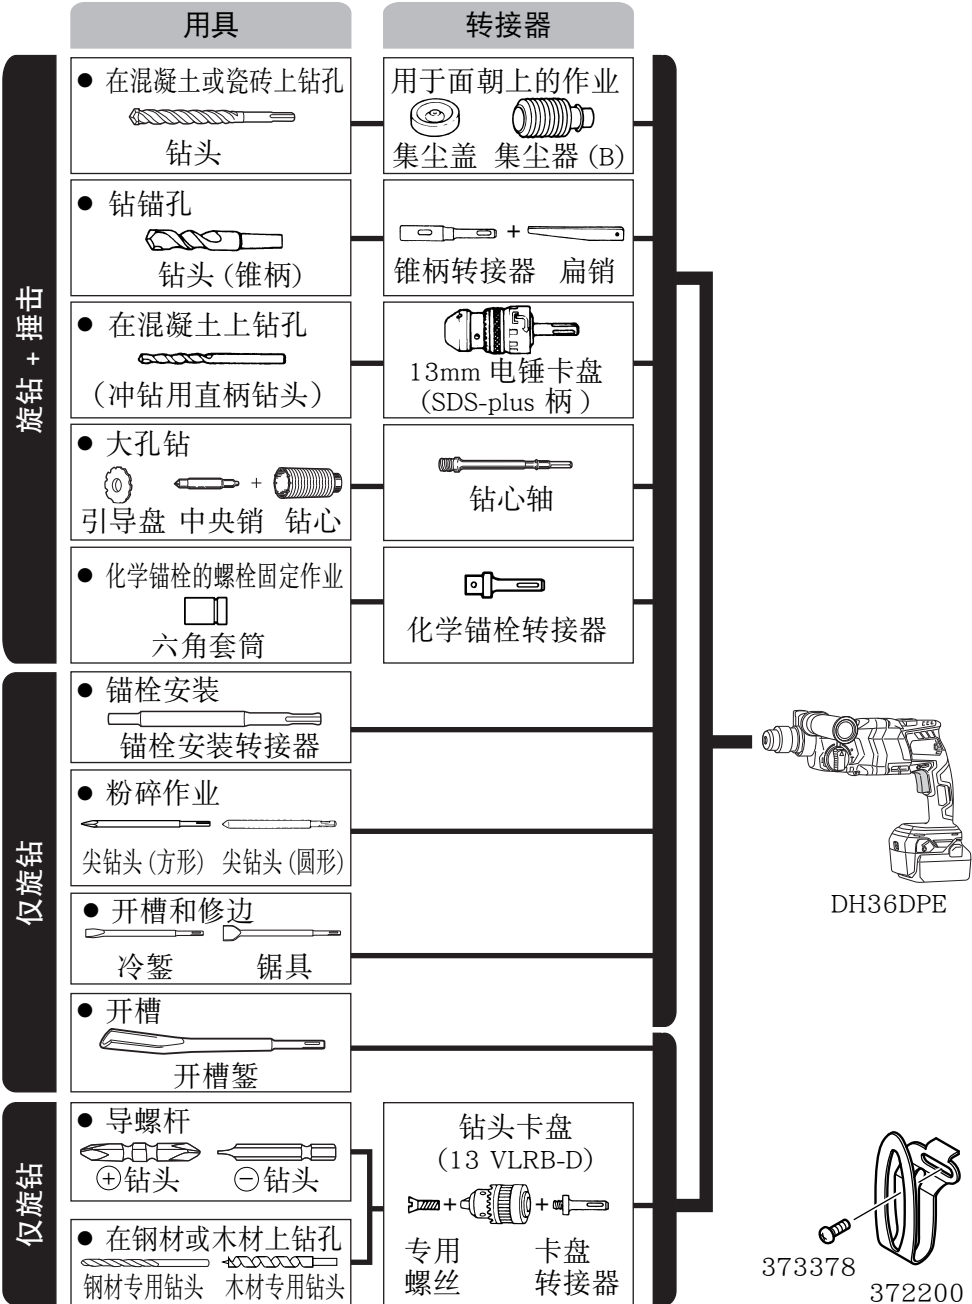 用具
转接器
旋钻 + 捶击
● 在混凝土或瓷砖上钻孔
钻头
用于面朝上的作业
集尘盖 集尘器 (B)
● 钻锚孔
钻头 (锥柄)
+
锥柄转接器 扁销
● 在混凝土上钻孔
(冲钻用直柄钻头)
13mm 电锤卡盘
(SDS-plus 柄)
● 大孔钻
+
引导盘 中央销 钻心
钻心轴
● 化学锚栓的螺栓固定作业
六角套筒
化学锚栓转接器
仅旋钻
● 锚栓安装
锚栓安装转接器
● 粉碎作业
尖钻头 (方形) 尖钻头 (圆形)
● 开槽和修边
冷錾 锯具
● 开槽
开槽錾
DH36DPE
仅旋钻
● 导螺杆
⊕钻头 ⊖钻头
● 在钢材或木材上钻孔
钢材专用钻头 木材专用钻头
钻头卡盘
(13 VLRB-D)
+ +
专用 卡盘
螺丝 转接器
373378
372200